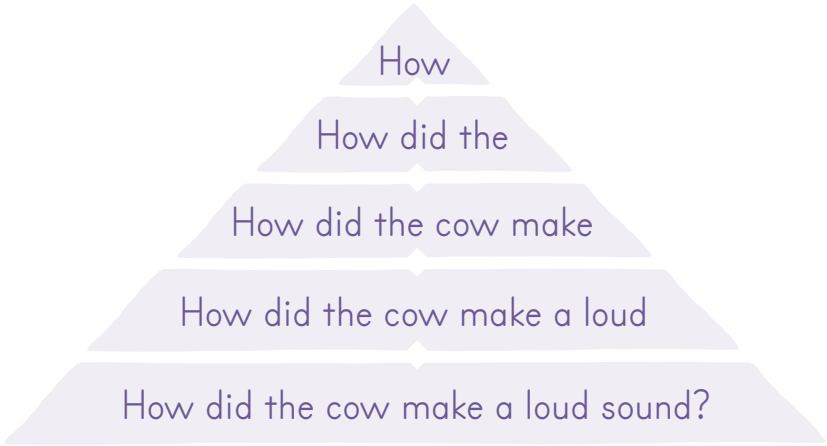 How
How did the
How did the cow make
How did the cow make a loud
How did the cow make a loud sound?